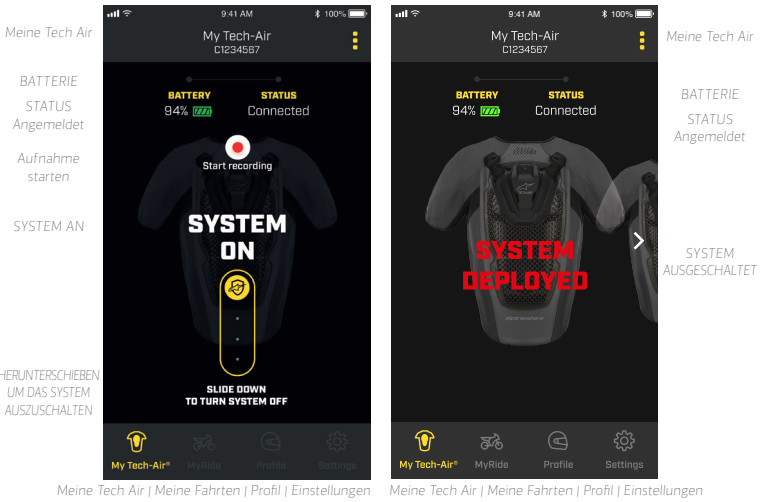 Meine Tech Air
BATTERIE
STATUS
Angemeldet
Aufnahme
starten
SYSTEM AN
HERUNTERSCHIEBEN
UM DAS SYSTEM
AUSZUSCHALTEN
9:41 AM
100%
My Tech-Air
C1234567
BATTERY
STATUS
94%
Connected
Start recording
SYSTEM
ON
SLIDE DOWN
TO TURN SYSTEM OFF
My Tech-Air®
MyRide
Profile
Settings
Meine Tech Air | Meine Fahrten | Profil | Einstellungen
9:41 AM
100%
My Tech-Air
C1234567
BATTERY
STATUS
94%
Connected
SYSTEM
DEPLOYED
alpinestars
My Tech-Air®
MyRide
Profile
Settings
Meine Tech Air | Meine Fahrten | Profil | Einstellungen
Meine Tech Air
BATTERIE
STATUS
Angemeldet
SYSTEM
AUSGESCHALTET